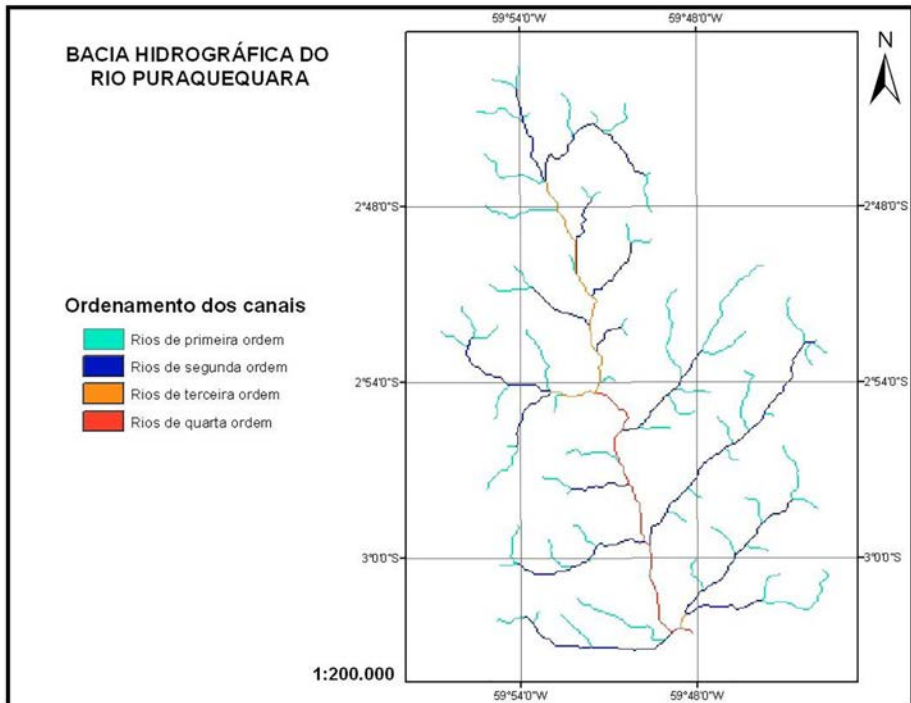 59°54'0"W
59°48'0"W
BACIA HIDROGRÁFICA DO
RIO PURAQUEQUARA
N
2°48'0"S
2°48'0"S
Ordenamento dos canais
Rios de primeira ordem
Rios de segunda ordem
Rios de terceira ordem
Rios de quarta ordem
2°54'0"S
2°54'0"S
3°0'0"S
3°0'0"S
1:200.000
59°54'0"W
59°48'0"W